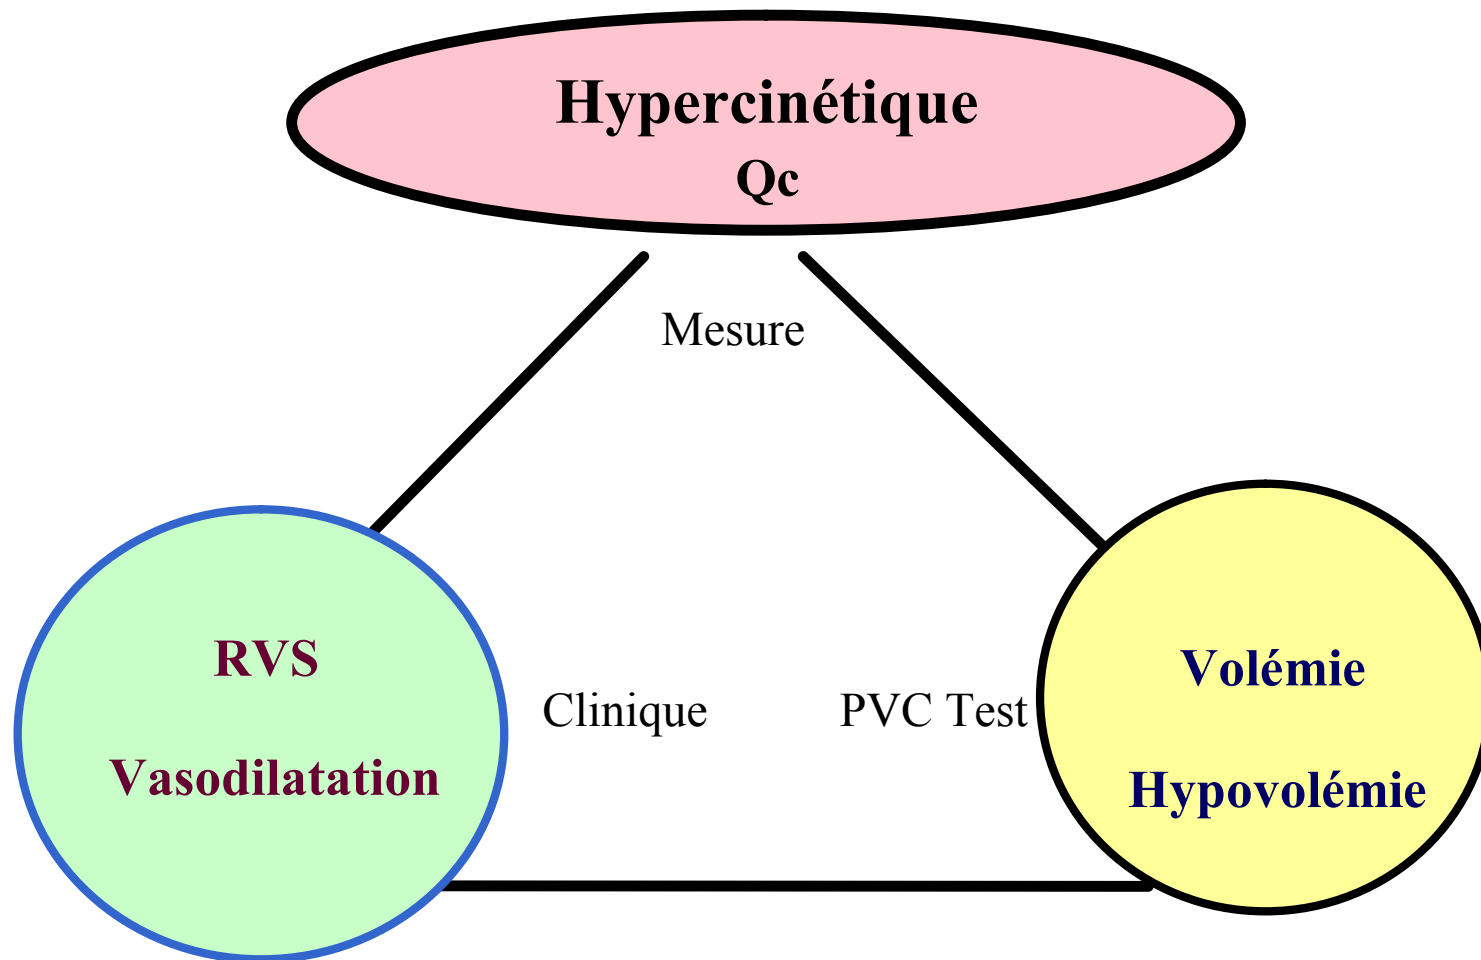 Hypercinétique
Qc
Mesure
RVS
Vasodilatation
Clinique
PVC Test
Volémie
Hypovolémie